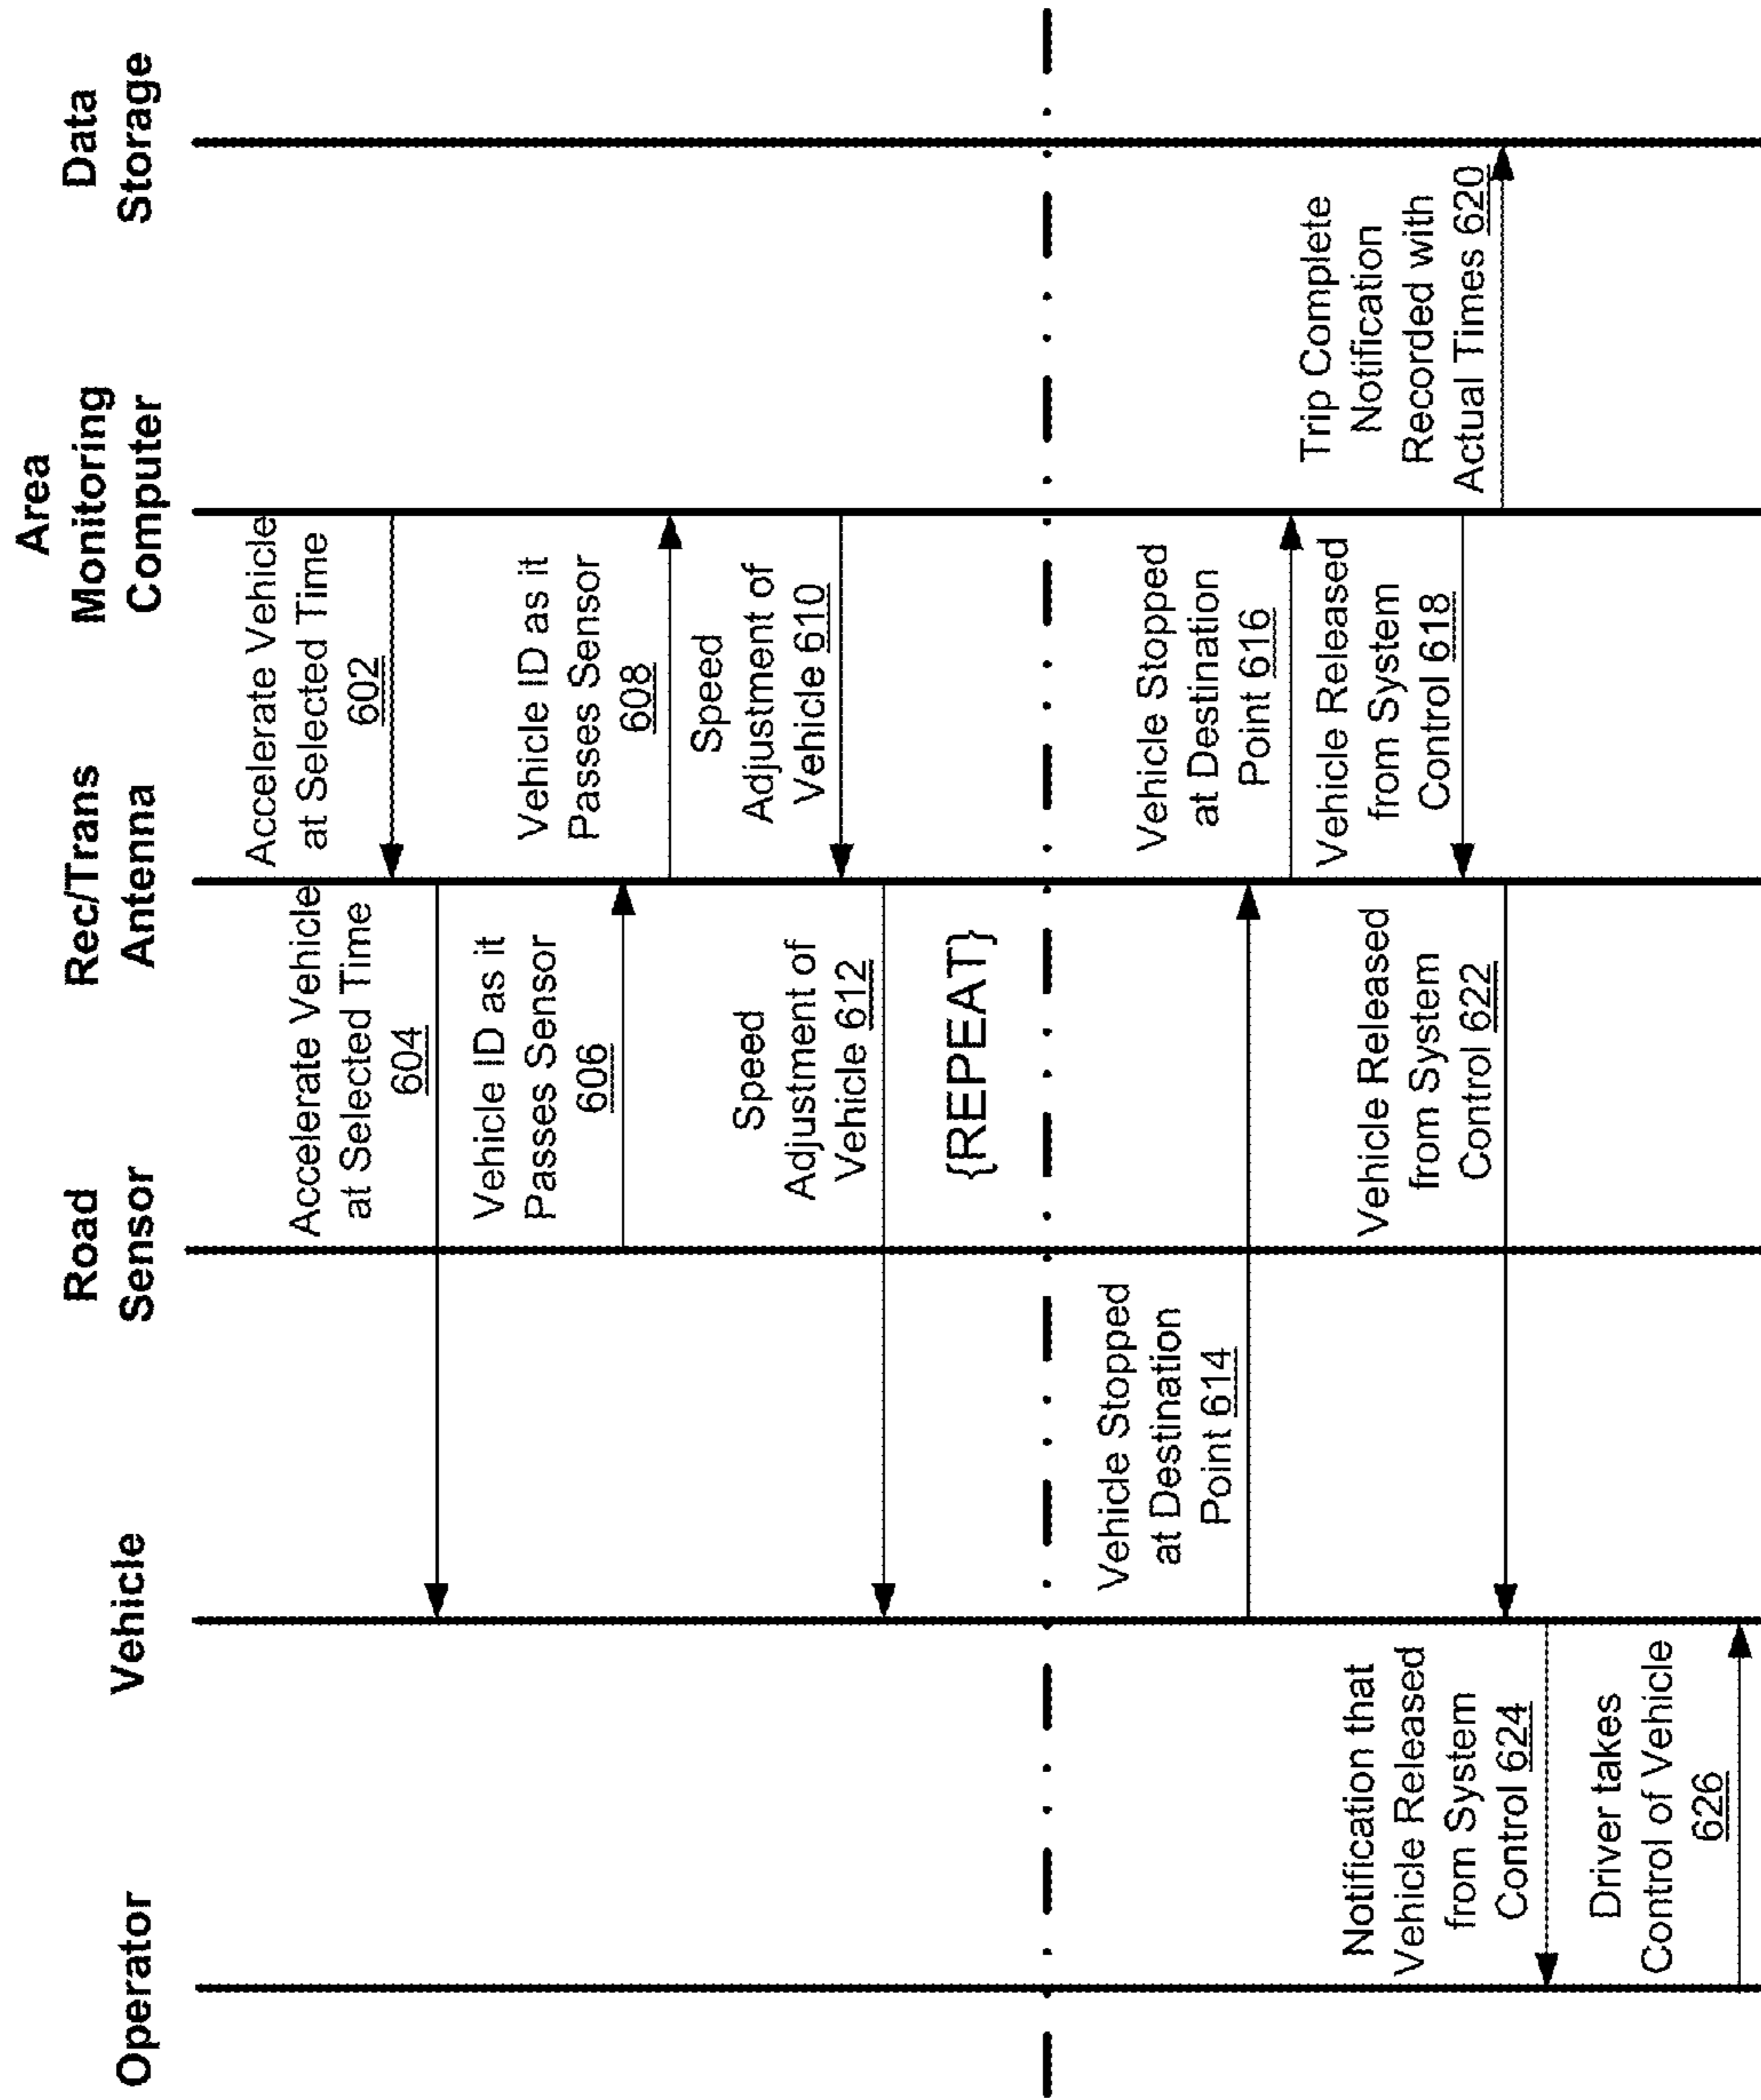 Operator
Vehicle
Road
Sensor
Rec/Trans
Antenna
Area
Monitoring
Computer
Data
Storage
Accelerate Vehicle
at Selected Time
602
Accelerate Vehicle
at Selected Time
604
Vehicle ID as it
Passes Sensor
606
Vehicle ID as it
Passes Sensor
608
Speed
Adjustment of
Vehicle 610
Speed
Adjustment of
Vehicle 612
{REPEAT}
Vehicle Stopped
at Destination
Point 614
Vehicle Stopped
at Destination
Point 616
Vehicle Released
from System
Control 618
Trip Complete
Notification
Recorded with
Actual Times 620
Vehicle Released
from System
Control 622
Notification that
Vehicle Released
from System
Control 624
Driver takes
Control of Vehicle
626